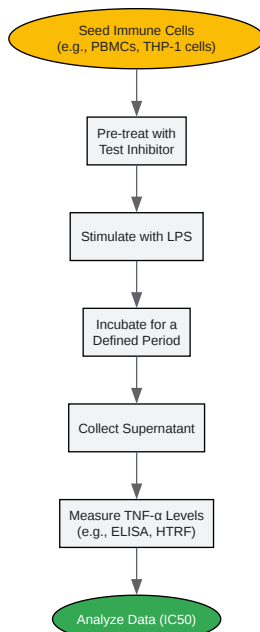 Seed Immune Cells
(e.g., PBMCs, THP-1 cells)
Pre-treat with
Test Inhibitor
Stimulate with LPS
Incubate for a
Defined Period
Collect Supernatant
Measure TNF-α Levels
(e.g., ELISA, HTRF)
Analyze Data (IC50)